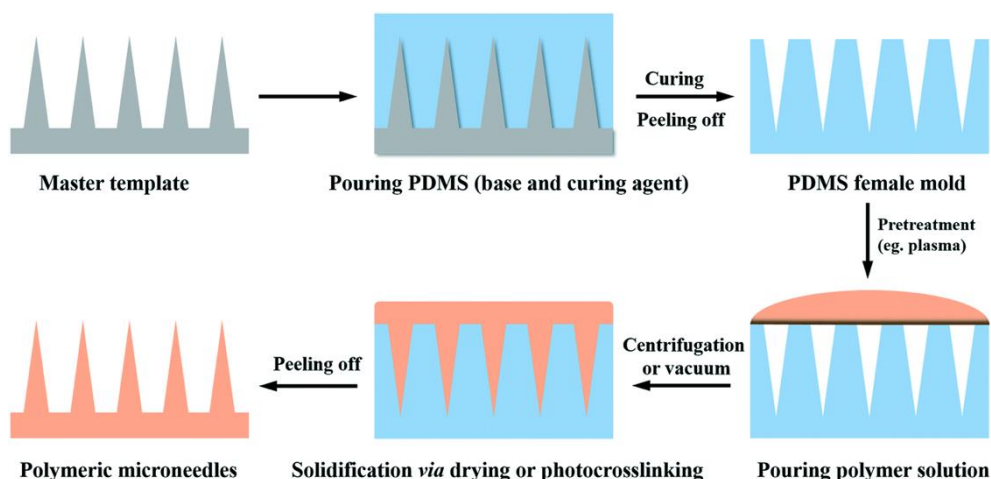 Master template
Pouring PDMS (base and curing agent)
Curing
Peeling off
PDMS female mold
Pretreatment
(eg. plasma)
Pouring polymer solution
Centrifugation
or vacuum
Solidification via drying or photocrosslinking
Peeling off
Polymeric microneedles